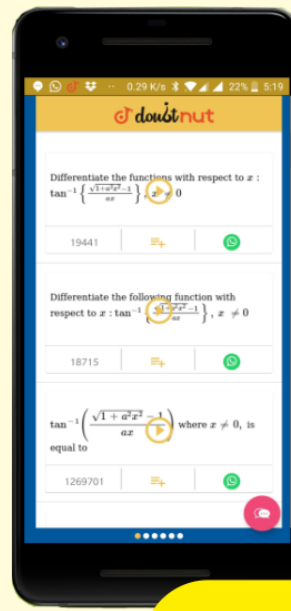 0.29 K/s 22% 5:19
doubtnut
Differentiate the functions with respect to x :
tan⁻¹ { (√1+a²x²−1)/ax } , x ≠ 0
19441
Differentiate the following function with
respect to x : tan⁻¹ { (√1+a²x²−1)/ax } , x ≠ 0
18715
tan⁻¹ ( (√1 + a²x² − 1)/ax ) where x ≠ 0, is
equal to
1269701